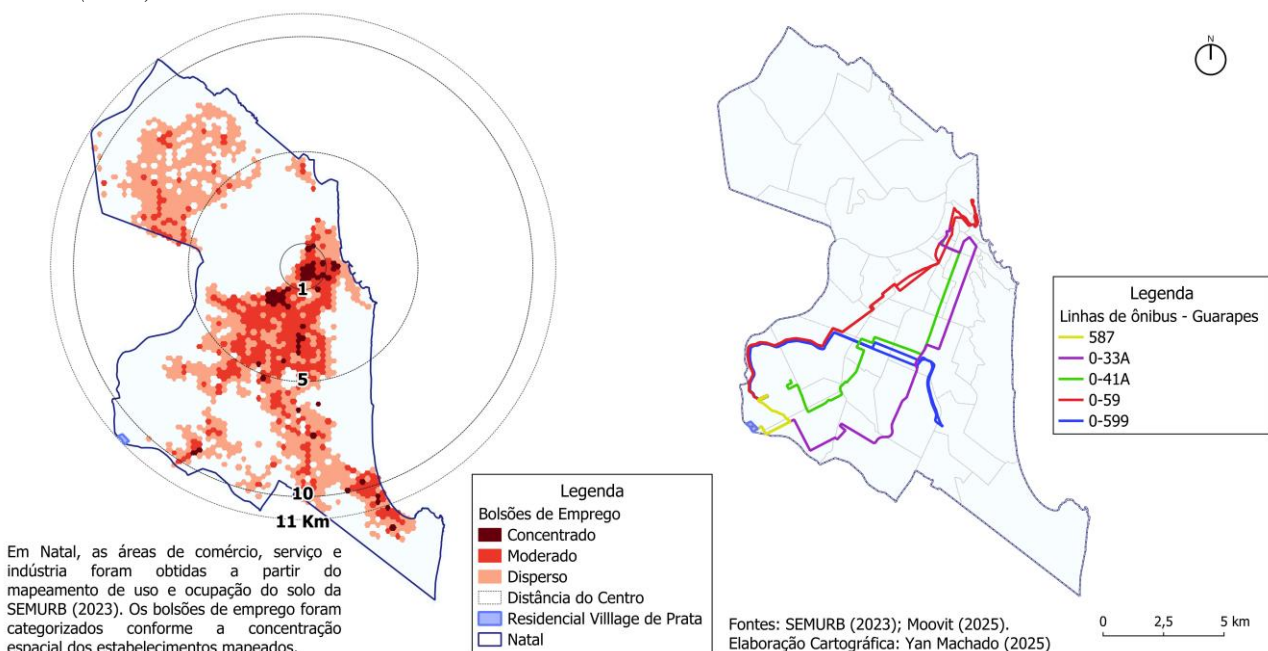 1
5
10
11 Km
Em Natal, as áreas de comércio, serviço e
indústria foram obtidas a partir do
mapeamento de uso e ocupação do solo da
SEMURB (2023). Os bolsões de emprego foram
categorizados conforme a concentração
espacial dos estabelecimentos mapeados.
Legenda
Bolsões de Emprego
Concentrado
Moderado
Disperso
Distância do Centro
Residencial Villlage de Prata
Natal
N
Legenda
Linhas de ônibus - Guarapes
587
0-33A
0-41A
0-59
0-599
Fontes: SEMURB (2023); Moovit (2025).
Elaboração Cartográfica: Yan Machado (2025)
0 2,5 5 km